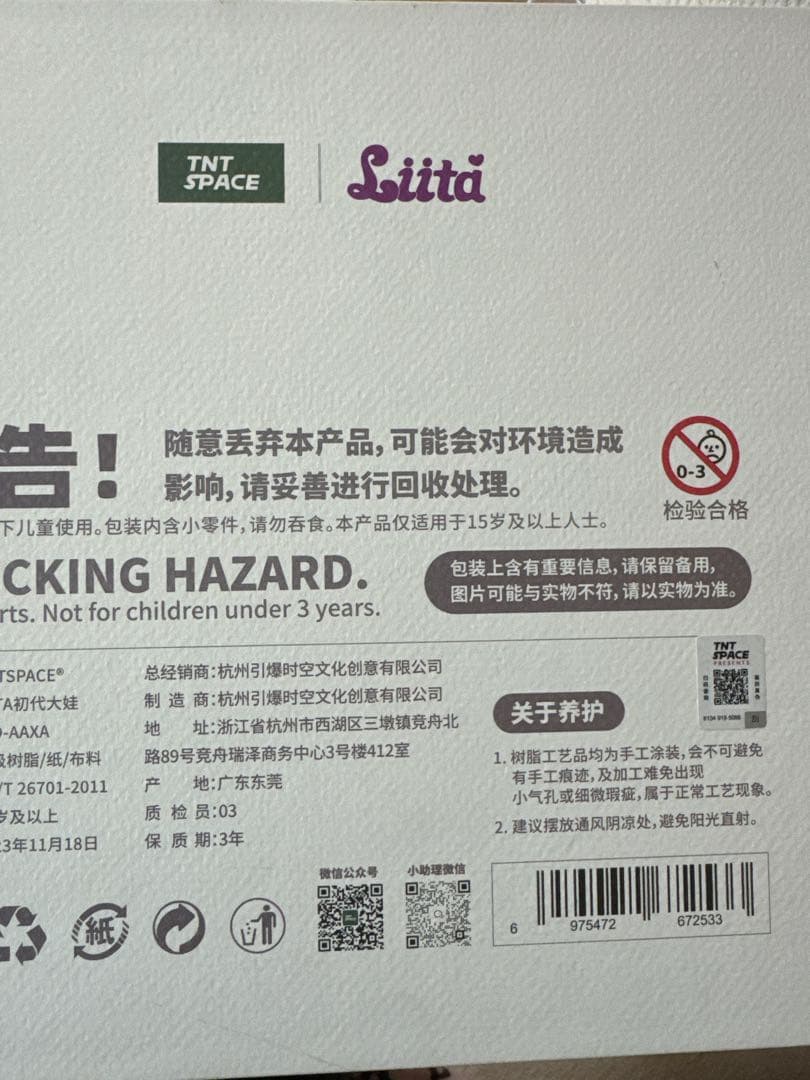 TNT
SPACE
Liita
告!
随意丢弃本产品,可能会对环境造成
影响,请妥善进行回收处理。
0-3
检验合格
下儿童使用。包装内含小零件,请勿吞食。本产品仅适用于15岁及以上人士。
CKING HAZARD.
rts. Not for children under 3 years.
包装上含有重要信息,请保留备用,
图片可能与实物不符,请以实物为准。
TSPACE®
TA初代大娃
-AAXA
树脂/纸/布料
/T 26701-2011
岁及以上
23年11月18日
总经销商:杭州引爆时空文化创意有限公司
制 造 商:杭州引爆时空文化创意有限公司
地 址:浙江省杭州市西湖区三墩镇竞舟北
路89号竞舟瑞泽商务中心3号楼412室
产 地:广东东莞
质 检 员:03
保 质 期:3年
TNT
SPACE
PRESENTS
关于养护
1. 树脂工艺品均为手工涂装,会不可避免
有手工痕迹,及加工难免出现
小气孔或细微瑕疵,属于正常工艺现象。
2. 建议摆放通风阴凉处,避免阳光直射。
紙
微信公众号
小助理微信
6 975472 672533